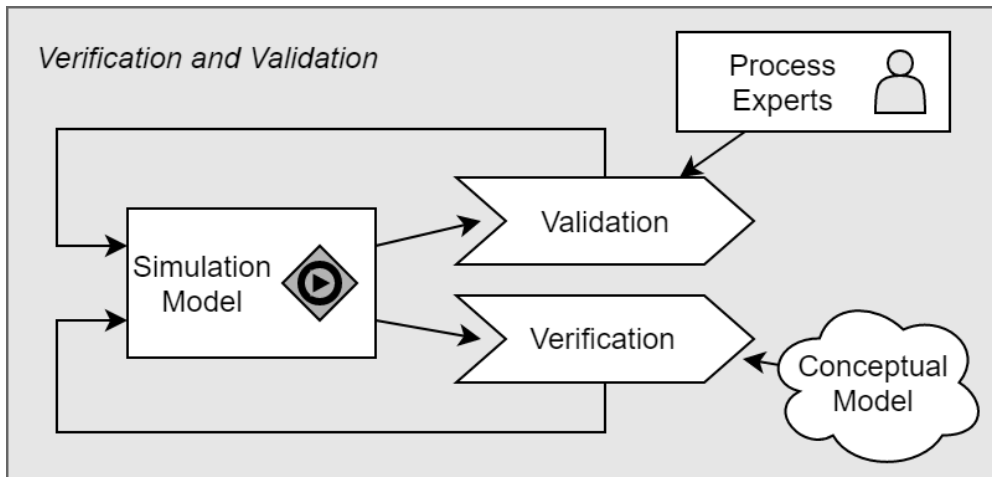 Verification and Validation
Process
Experts
Validation
Simulation
Model
Verification
Conceptual
Model